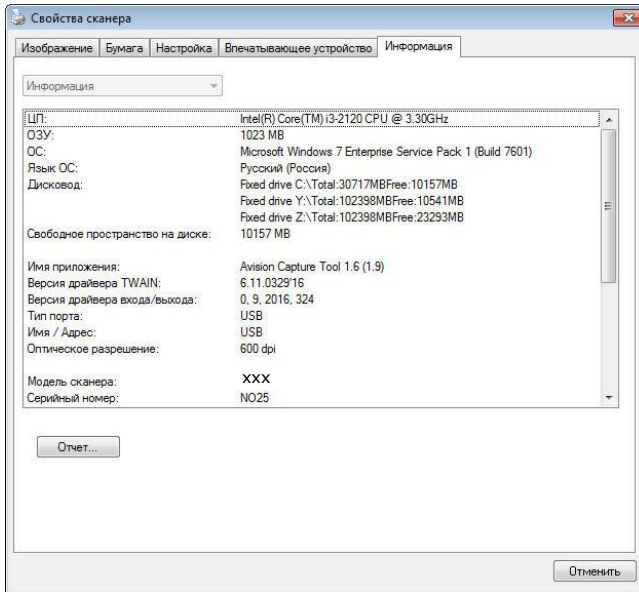 Свойства сканера
Изображение Бумага Настройка Впечатывающее устройство Информация
Информация
ЦП: Intel(R) Core(TM) i3-2120 CPU @ 3.30GHz
ОЗУ: 1023 MB
ОС: Microsoft Windows 7 Enterprise Service Pack 1 (Build 7601)
Язык ОС: Русский (Россия)
Дисковод: Fixed drive C:\Total:30717MBFree:10157MB
Fixed drive Y:\Total:102398MBFree:10541MB
Fixed drive Z:\Total:102398MBFree:23293MB
Свободное пространство на диске: 10157 MB
Имя приложения: Avision Capture Tool 1.6 (1.9)
Версия драйвера TWAIN: 6.11.0329'16
Версия драйвера входа/выхода: 0, 9, 2016, 324
Тип порта: USB
Имя / Адрес: USB
Оптическое разрешение: 600 dpi
Модель сканера: XXX
Серийный номер: NO25
Отчет...
Отменить